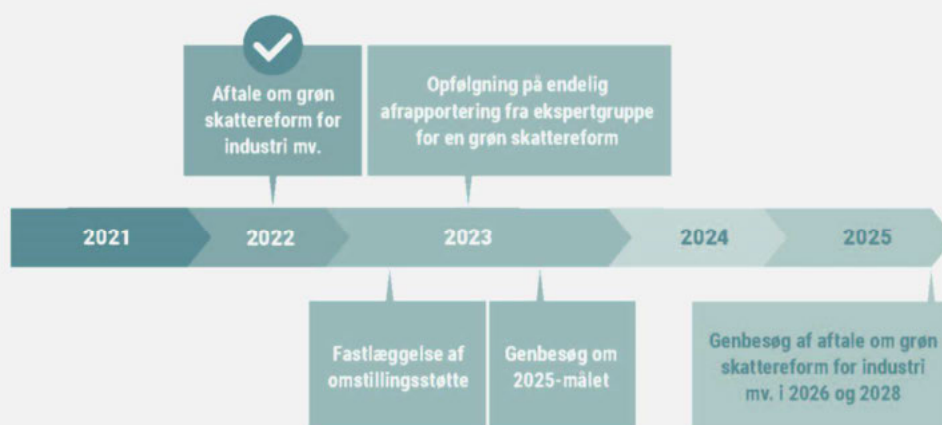 Aftale om grøn
skattereform for
industri mv.
Opfølgning på endelig
afrapportering fra ekspertgruppe
for en grøn skattereform
2021
2022
2023
2024
2025
Fastlæggelse af
omstillingsstøtte
Genbesøg om
2025-målet
Genbesøg af aftale om grøn
skattereform for industri
mv. i 2026 og 2028